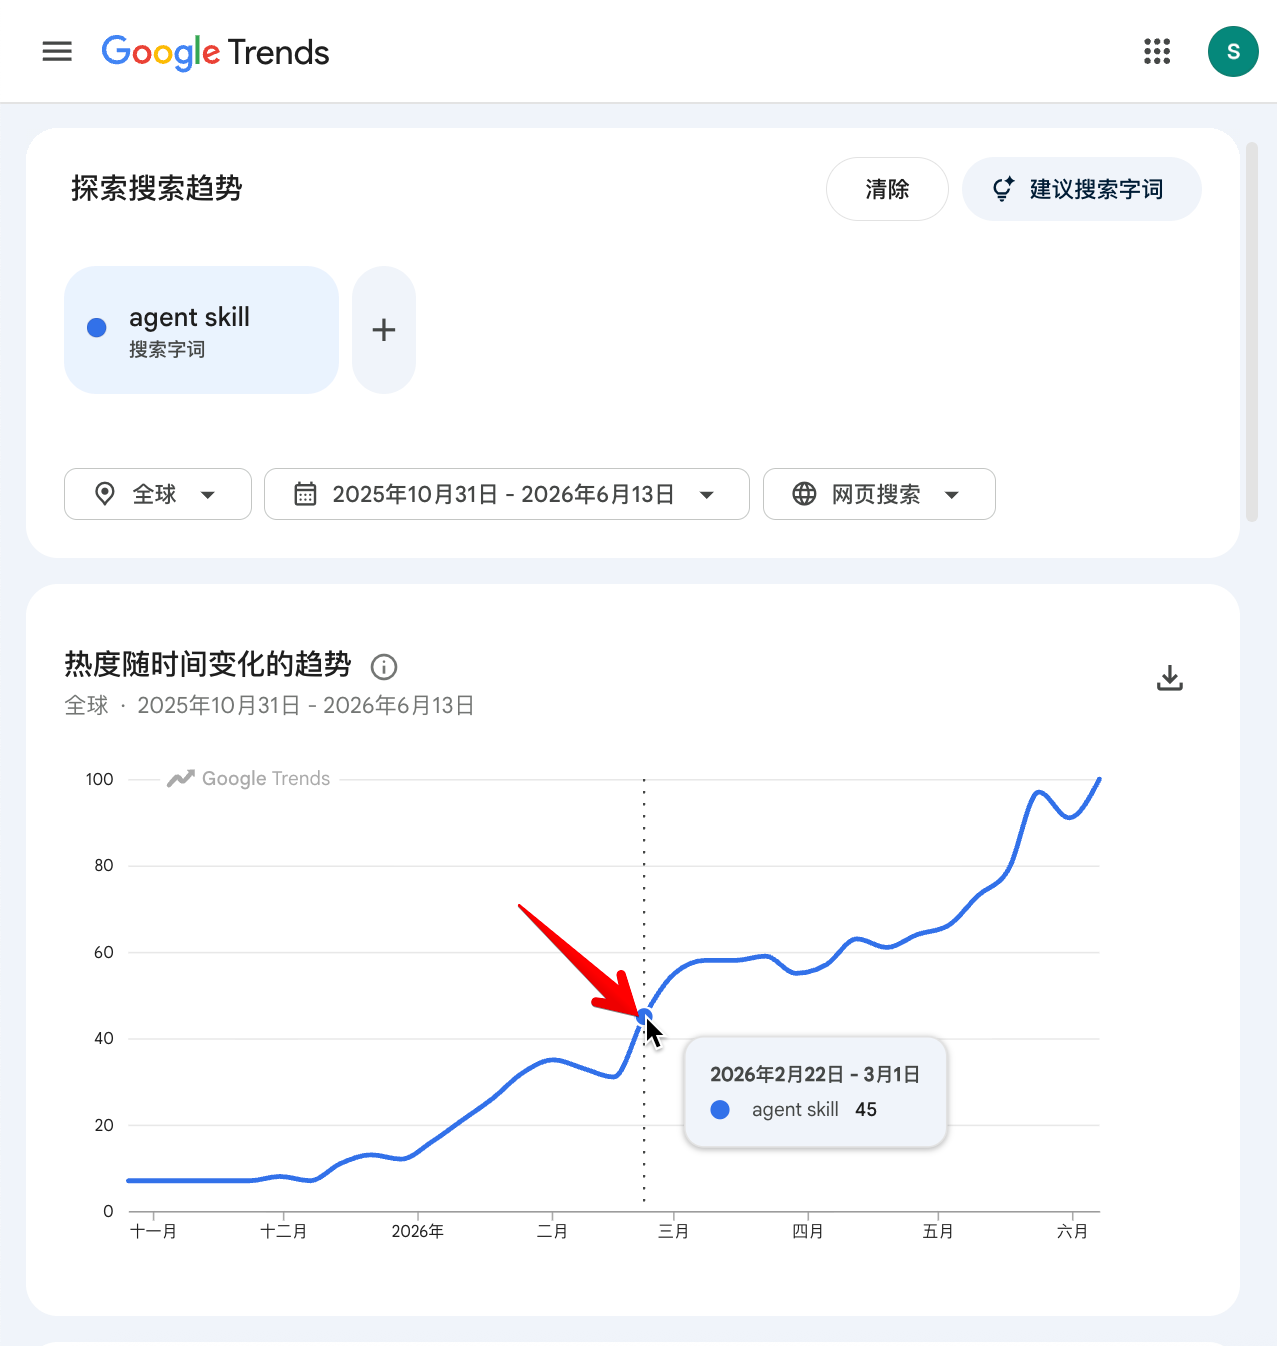 Google Trends
S
探索搜索趋势
清除
建议搜索字词
agent skill
搜索字词
+
全球
2025年10月31日 - 2026年6月13日
网页搜索
热度随时间变化的趋势
全球 · 2025年10月31日 - 2026年6月13日
Google Trends
100
80
60
40
20
0
2026年2月22日 - 3月1日
agent skill 45
十一月 十二月 2026年 二月 三月 四月 五月 六月